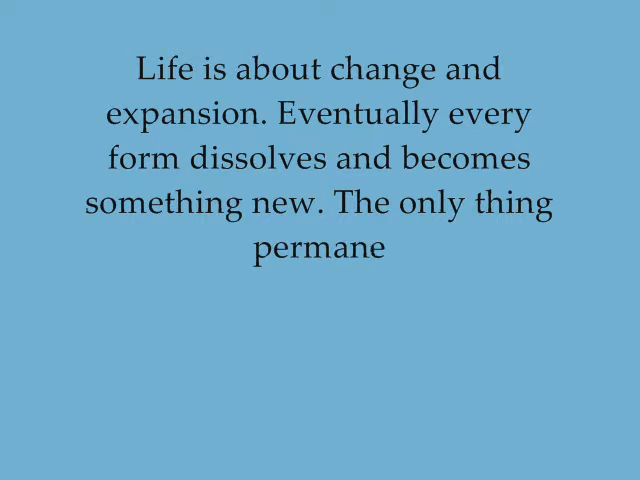 Life is about change and
expansion. Eventually every
form dissolves and becomes
something new. The only thing
permane